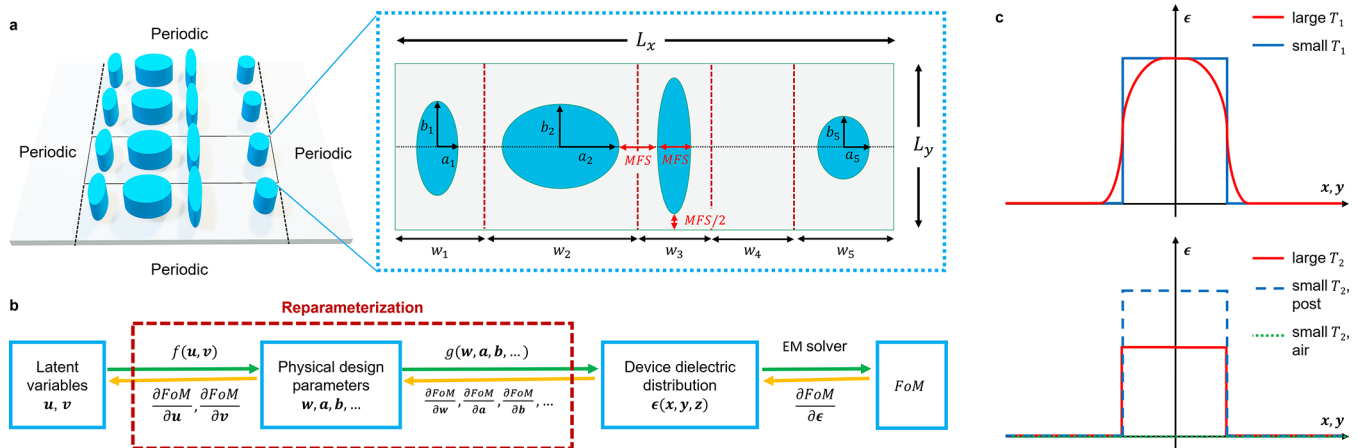 a
Periodic
Periodic
Periodic
Periodic
L_x
L_y
b_1
a_1
b_2
a_2
MFS
MFS
MFS/2
b_5
a_5
w_1
w_2
w_3
w_4
w_5
b
Reparameterization
Latent
variables
u, v
f(u, v)
∂FoM/∂u, ∂FoM/∂v
Physical design
parameters
w, a, b, ...
g(w, a, b, ...)
∂FoM/∂w, ∂FoM/∂a, ∂FoM/∂b, ...
Device dielectric
distribution
ϵ(x, y, z)
EM solver
∂FoM/∂ϵ
FoM
c
ϵ
large T_1
small T_1
x, y
ϵ
large T_2
small T_2,
post
small T_2,
air
x, y